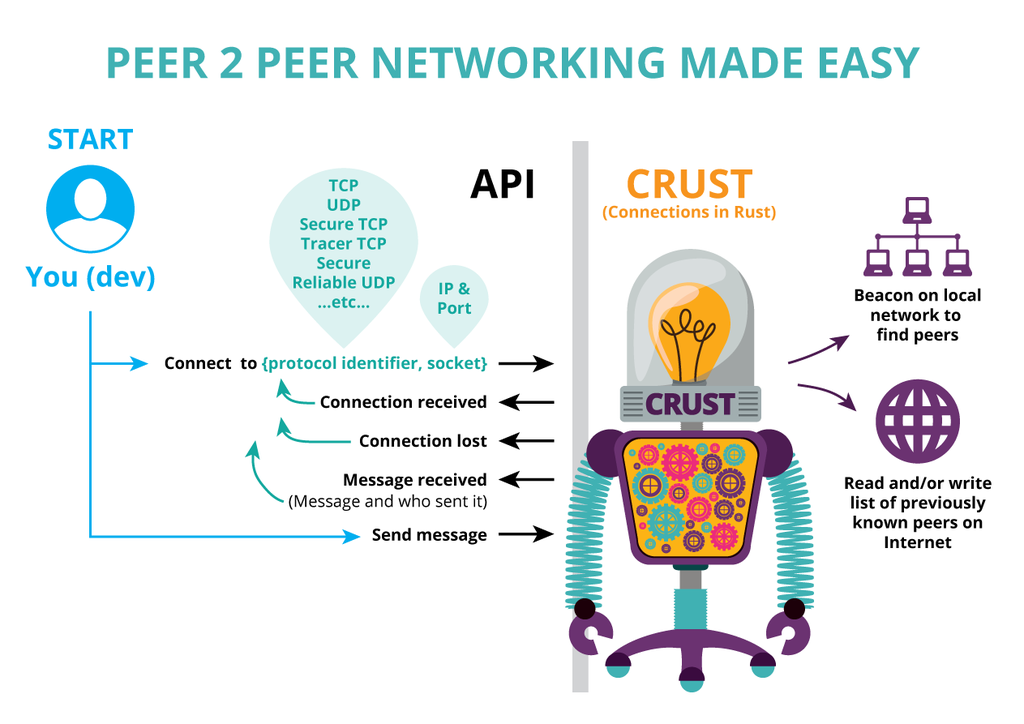 PEER 2 PEER NETWORKING MADE EASY
START
You (dev)
TCP
UDP
Secure TCP
Tracer TCP
Secure
Reliable UDP
...etc...
IP &
Port
API
Connect to {protocol identifier, socket}
Connection received
Connection lost
Message received
(Message and who sent it)
Send message
CRUST
(Connections in Rust)
CRUST
Beacon on local
network to
find peers
Read and/or write
list of previously
known peers on
Internet